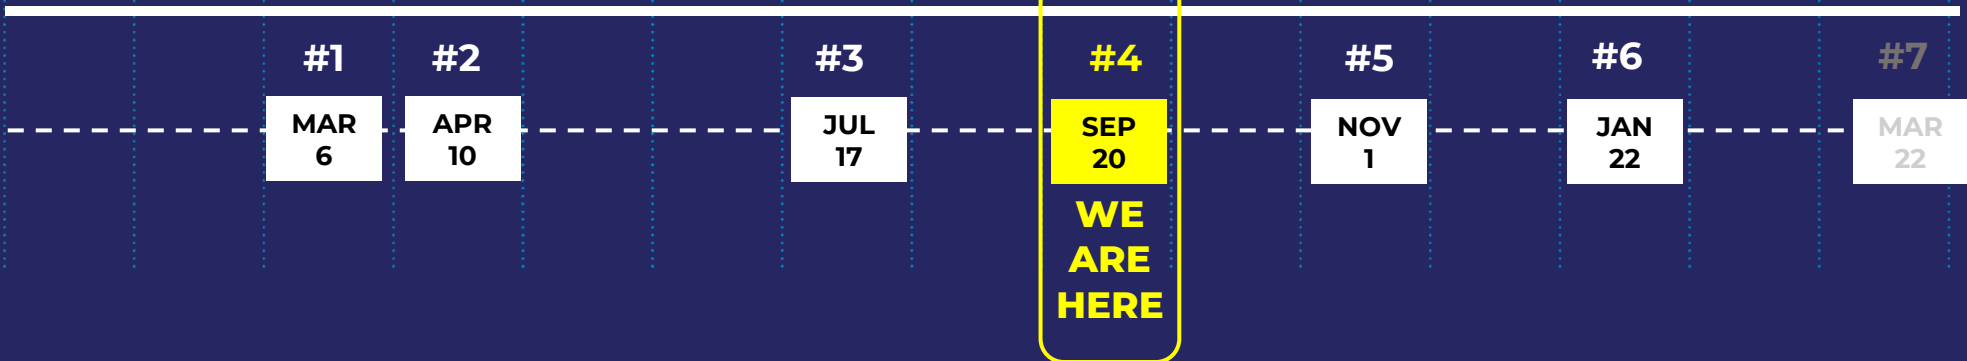 #1 #2 #3 #4 #5 #6 #7
MAR APR JUL SEP NOV JAN MAR
6 10 17 20 1 22 22
WE
ARE
HERE